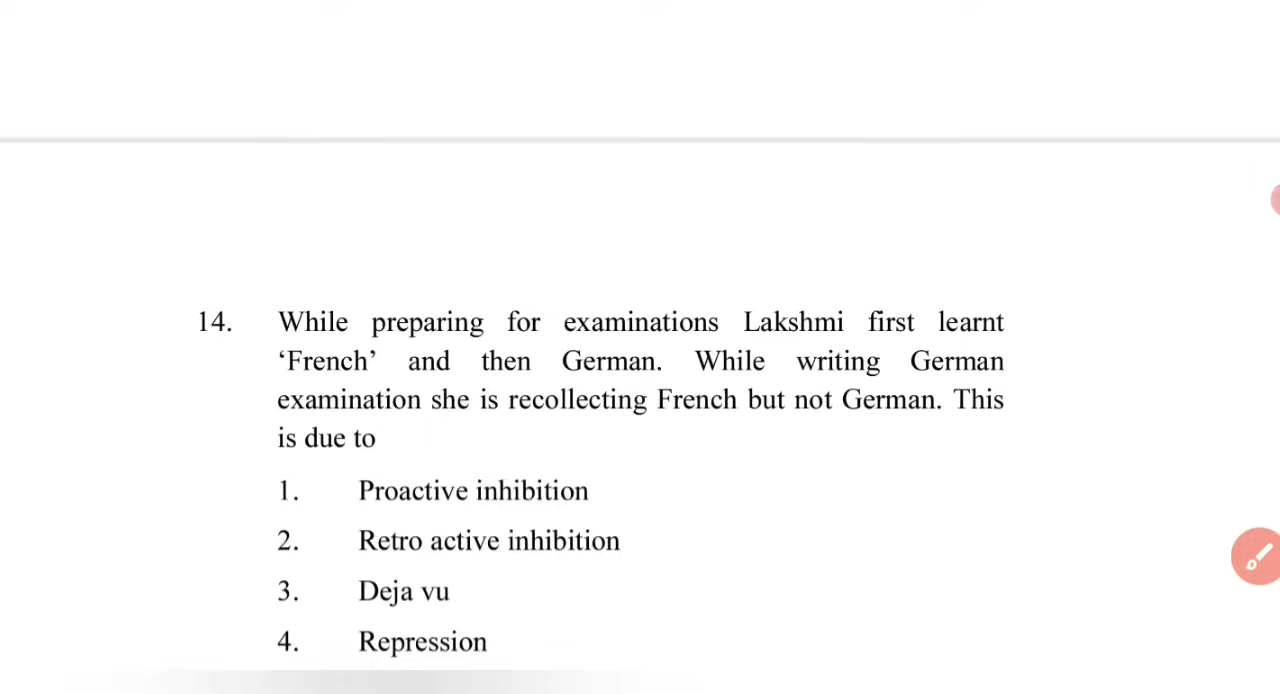 14. While preparing for examinations Lakshmi first learnt
‘French’ and then German. While writing German
examination she is recollecting French but not German. This
is due to
1. Proactive inhibition
2. Retro active inhibition
3. Deja vu
4. Repression